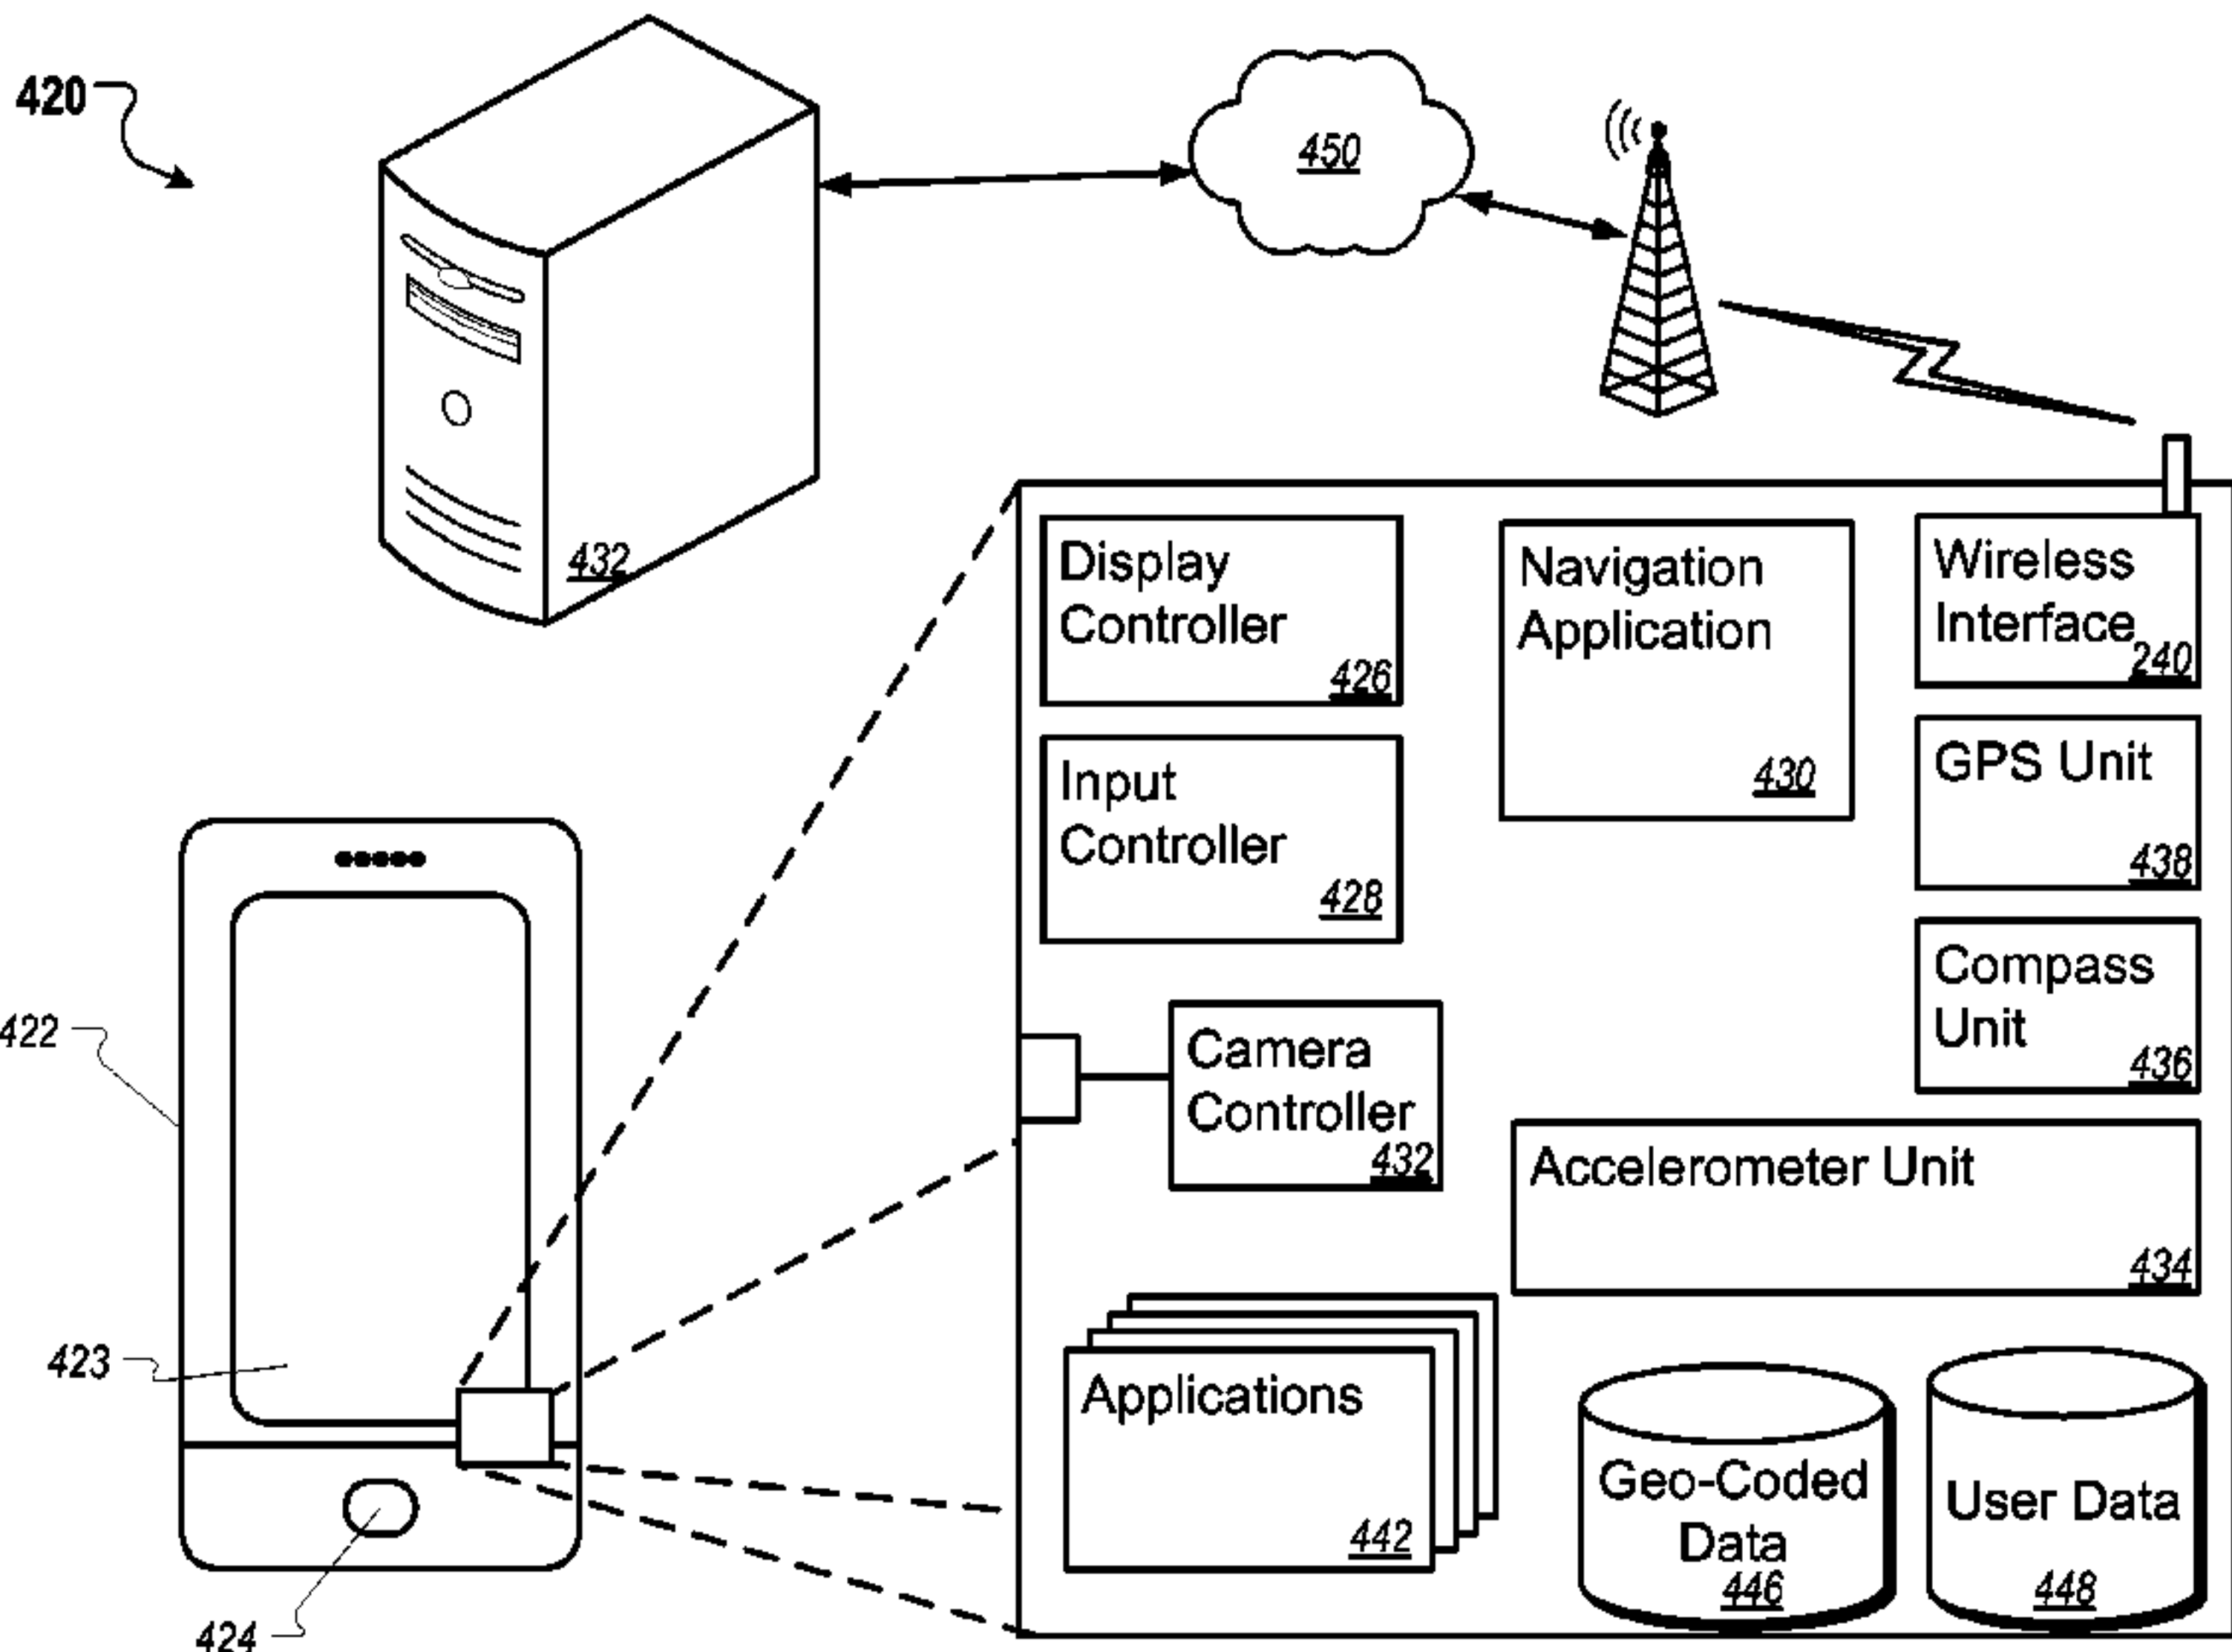 420
450
432
Display
Controller
426
Navigation
Application
430
Wireless
Interface
240
Input
Controller
428
GPS Unit
438
Compass
Unit
436
Camera
Controller
432
Accelerometer Unit
434
422
423
424
Applications
442
Geo-Coded
Data
446
User Data
448